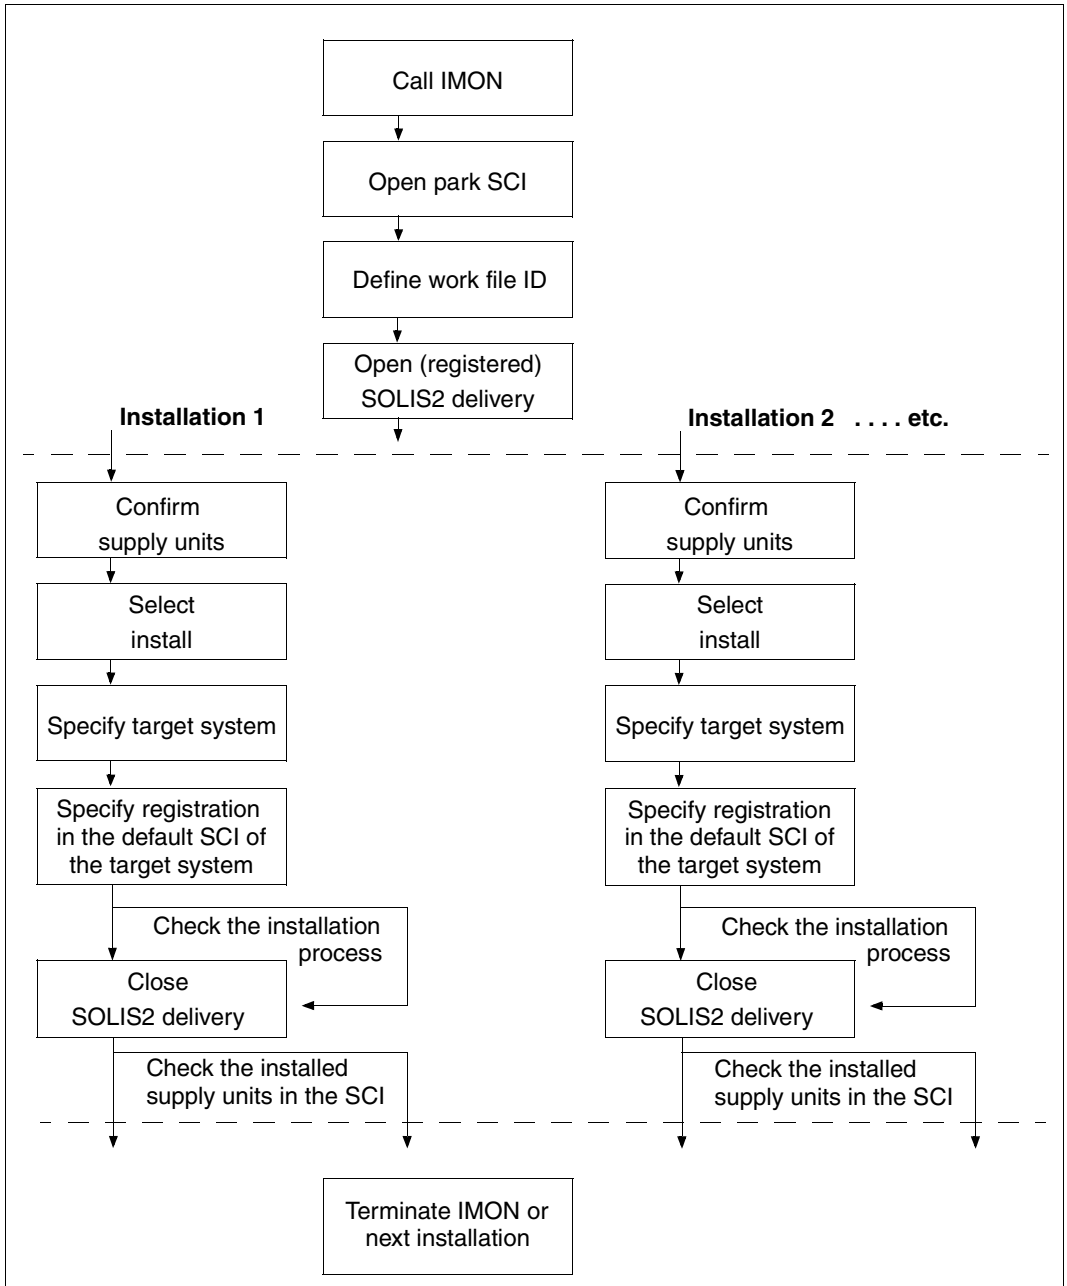 Call IMON
Open park SCI
Define work file ID
Open (registered)
SOLIS2 delivery
Installation 1
Confirm
supply units
Select
install
Specify target system
Specify registration
in the default SCI of
the target system
Check the installation
process
Close
SOLIS2 delivery
Check the installed
supply units in the SCI
Installation 2 . . . . etc.
Confirm
supply units
Select
install
Specify target system
Specify registration
in the default SCI of
the target system
Check the installation
process
Close
SOLIS2 delivery
Check the installed
supply units in the SCI
Terminate IMON or
next installation